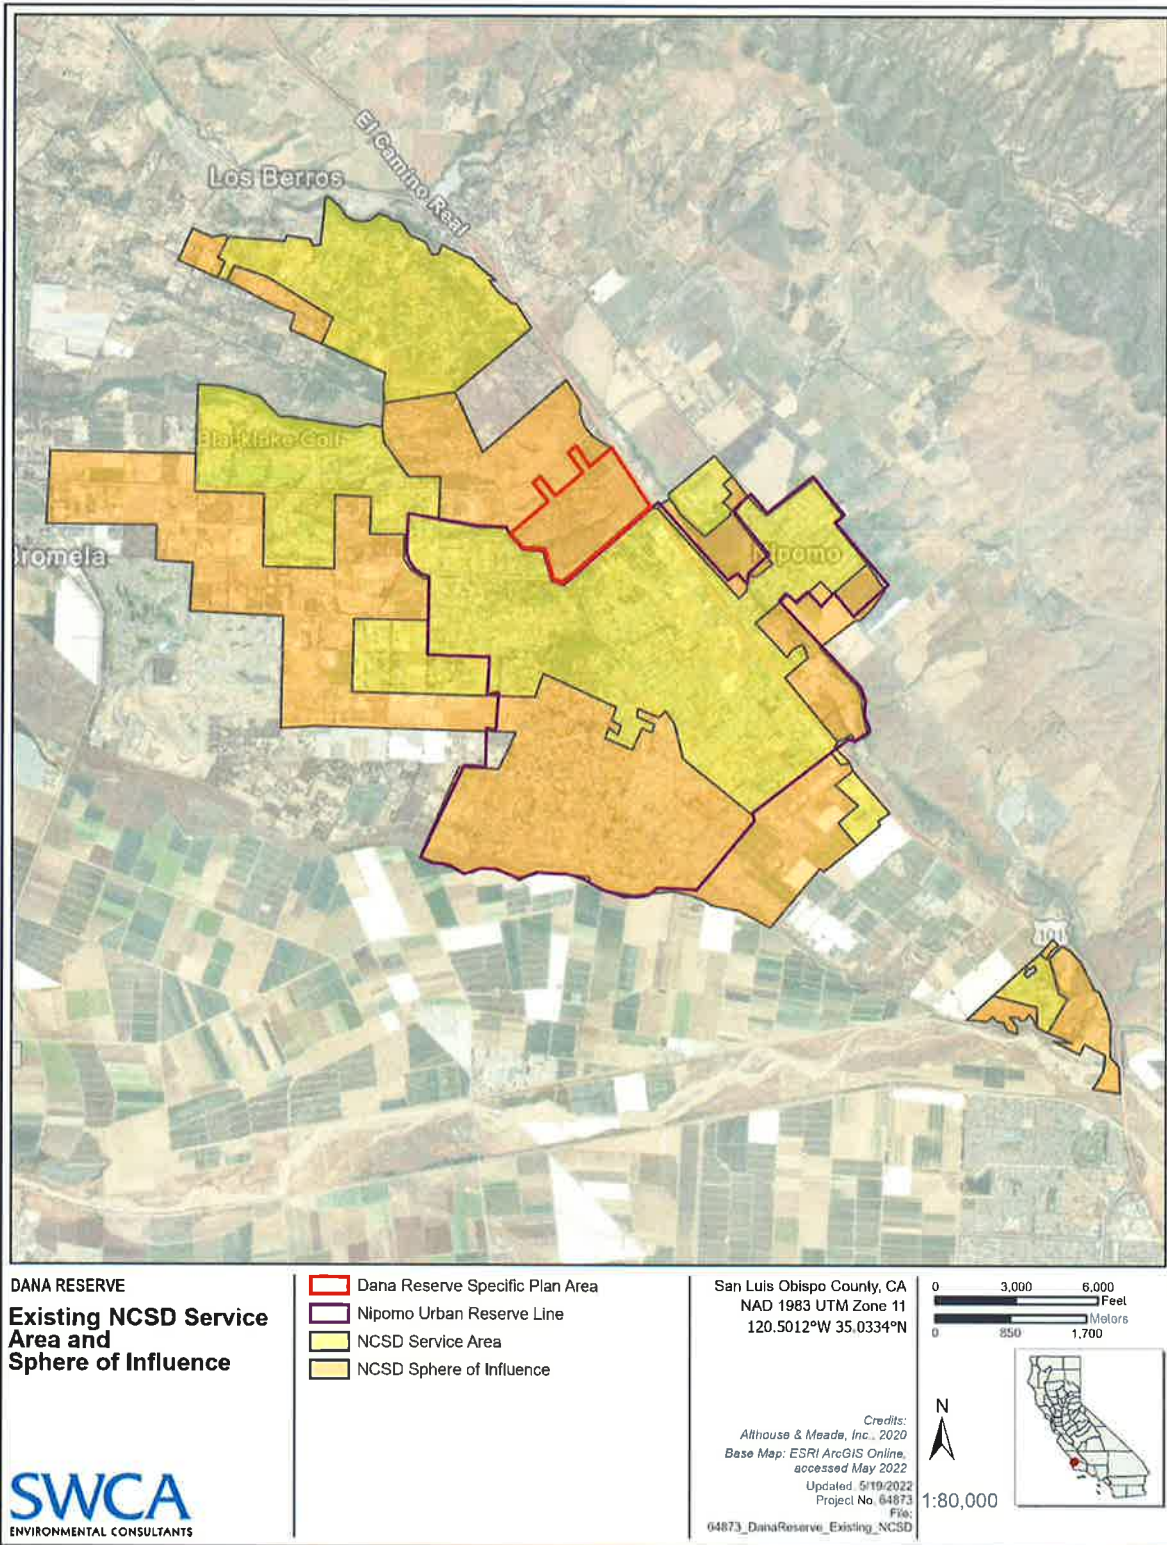 El Camino Real
Los Berros
Blacklake Golf
Bromela
Nipomo
101
DANA RESERVE
Existing NCSD Service
Area and
Sphere of Influence
SWCA
ENVIRONMENTAL CONSULTANTS
Dana Reserve Specific Plan Area
Nipomo Urban Reserve Line
NCSD Service Area
NCSD Sphere of Influence
San Luis Obispo County, CA
NAD 1983 UTM Zone 11
120.5012°W 35.0334°N
Credits:
Althouse & Meade, Inc., 2020
Base Map: ESRI ArcGIS Online,
accessed May 2022
Updated: 5/19/2022
Project No. 64873
File:
64873_DanaReserve_Existing_NCSD
0 3,000 6,000
Feet
Meters
0 850 1,700
N
1:80,000